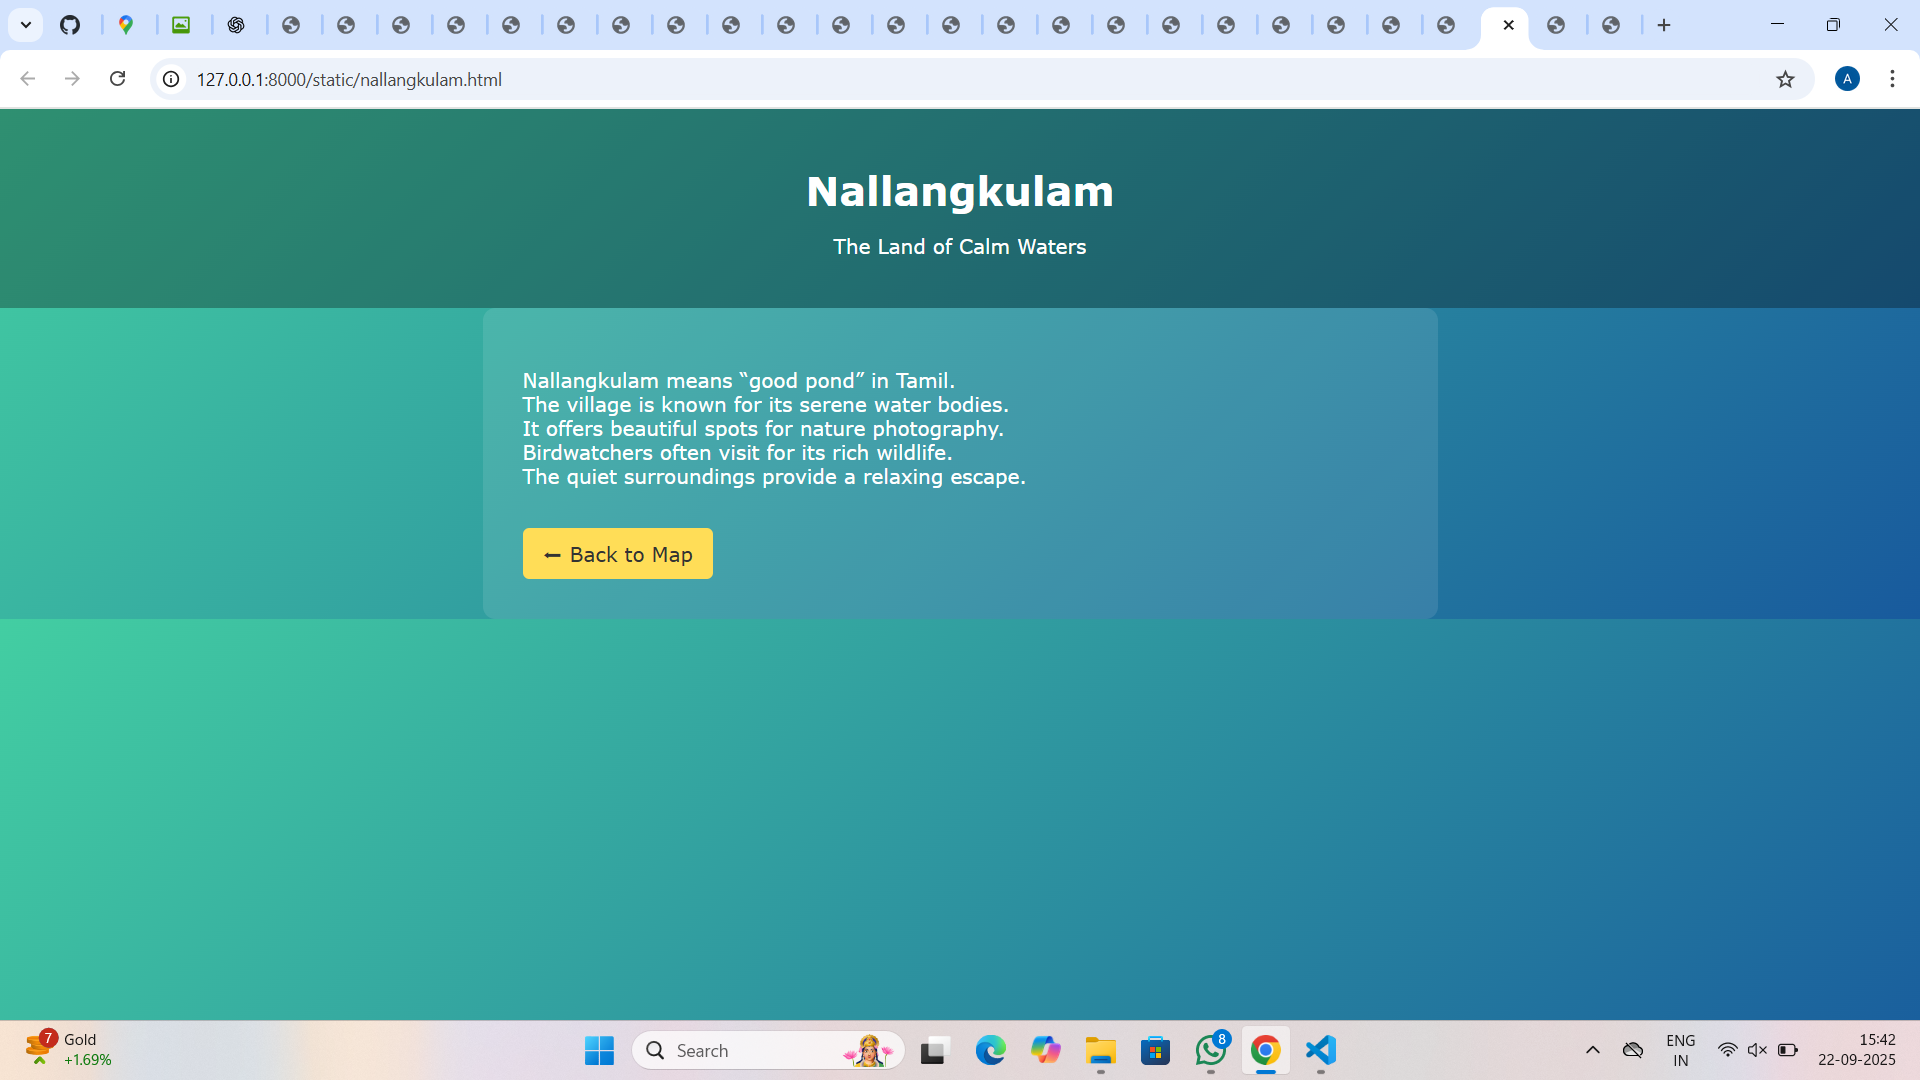 127.0.0.1:8000/static/nallangkulam.html
A
Nallangkulam
The Land of Calm Waters
Nallangkulam means “good pond” in Tamil.
The village is known for its serene water bodies.
It offers beautiful spots for nature photography.
Birdwatchers often visit for its rich wildlife.
The quiet surroundings provide a relaxing escape.
← Back to Map
7
Gold
+1.69%
Search
8
ENG
IN
15:42
22-09-2025